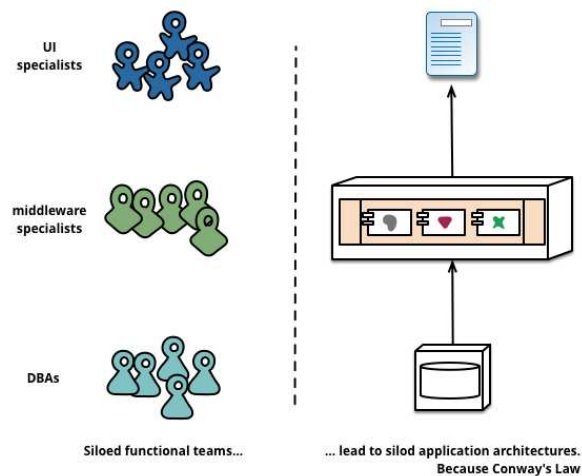 UI
specialists
middleware
specialists
DBAs
Siloed functional teams...
... lead to silod application architectures.
Because Conway's Law